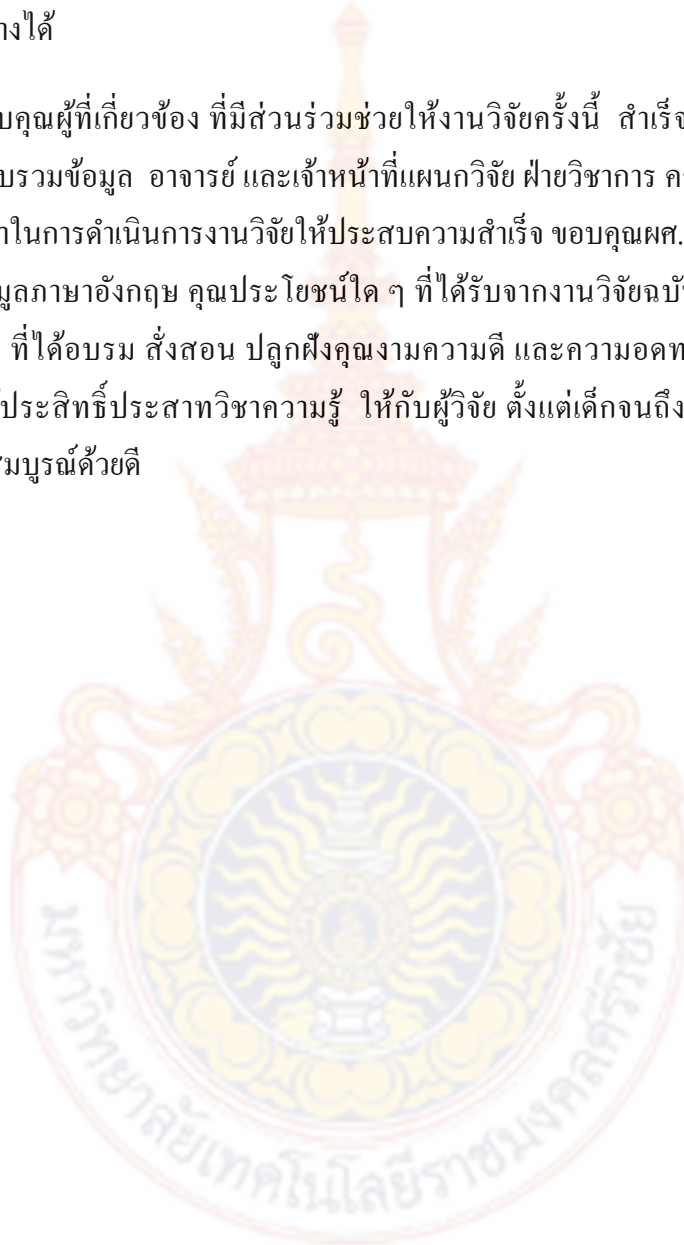 างได้
บคุณผู้ที่เกี่ยวข้อง ที่มีส่วนร่วมช่วยให้งานวิจัยครั้งนี้ สำเร็จ
บรวมข้อมูล อาจารย์ และเจ้าหน้าที่แผนกวิจัย ฝ่ายวิชาการ ค
าในการดำเนินการงานวิจัยให้ประสบความสำเร็จ ขอบคุณผศ.
มูลภาษาอังกฤษ คุณประโยชน์ใด ๆ ที่ได้รับจากงานวิจัยฉบั
ที่ได้อบรม สั่งสอน ปลูกฝังคุณงามความดี และความอดท
ประสิทธิ์ประสาทวิชาความรู้ ให้กับผู้วิจัย ตั้งแต่เด็กจนถึง
สมบูรณ์ด้วยดี
มหาวิทยาลัยเทคโนโลยีราชมงคลศรีวิชัย